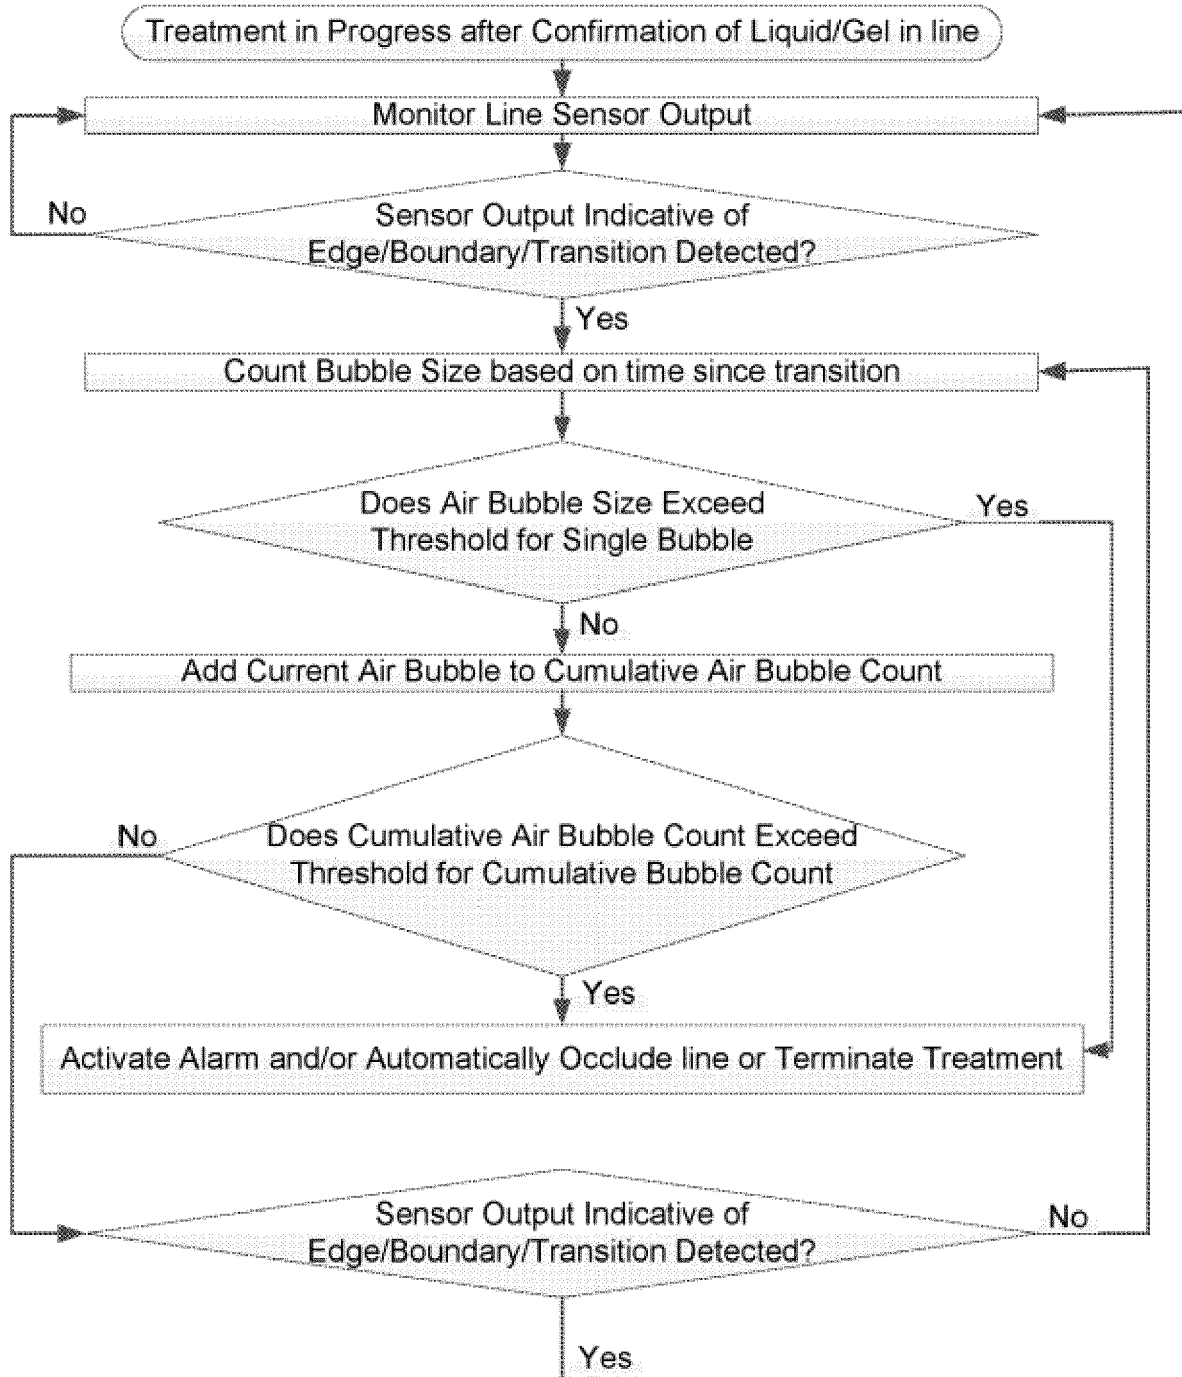 Treatment in Progress after Confirmation of Liquid/Gel in line
Monitor Line Sensor Output
No
Sensor Output Indicative of
Edge/Boundary/Transition Detected?
Yes
Count Bubble Size based on time since transition
Does Air Bubble Size Exceed
Threshold for Single Bubble
Yes
No
Add Current Air Bubble to Cumulative Air Bubble Count
No
Does Cumulative Air Bubble Count Exceed
Threshold for Cumulative Bubble Count
Yes
Activate Alarm and/or Automatically Occlude line or Terminate Treatment
Sensor Output Indicative of
Edge/Boundary/Transition Detected?
No
Yes